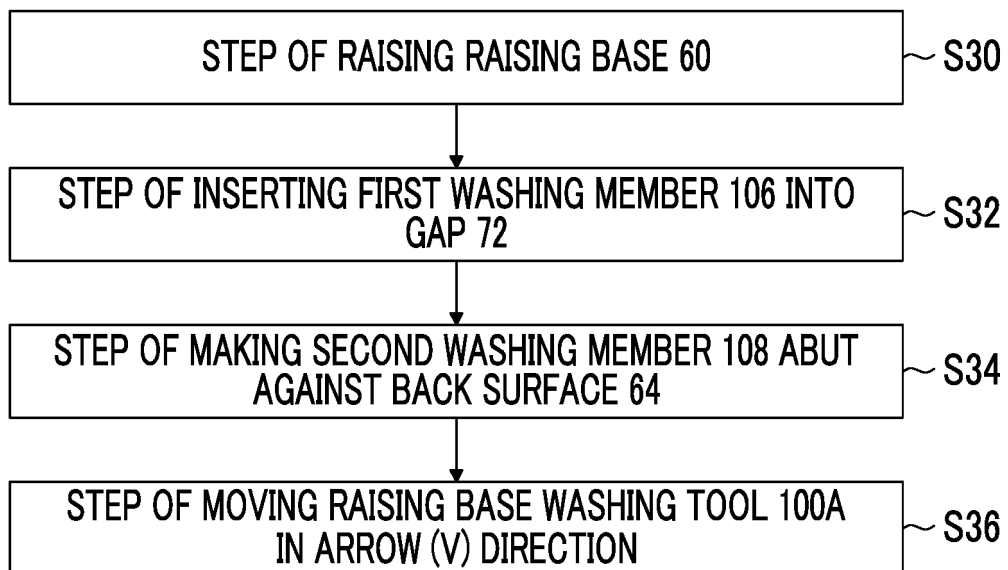 STEP OF RAISING RAISING BASE 60
S30
STEP OF INSERTING FIRST WASHING MEMBER 106 INTO
GAP 72
S32
STEP OF MAKING SECOND WASHING MEMBER 108 ABUT
AGAINST BACK SURFACE 64
S34
STEP OF MOVING RAISING BASE WASHING TOOL 100A
IN ARROW (V) DIRECTION
S36